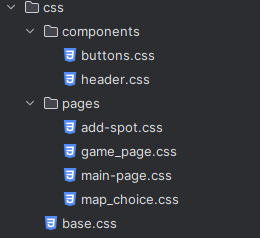 css
components
buttons.css
header.css
pages
add-spot.css
game_page.css
main-page.css
map_choice.css
base.css